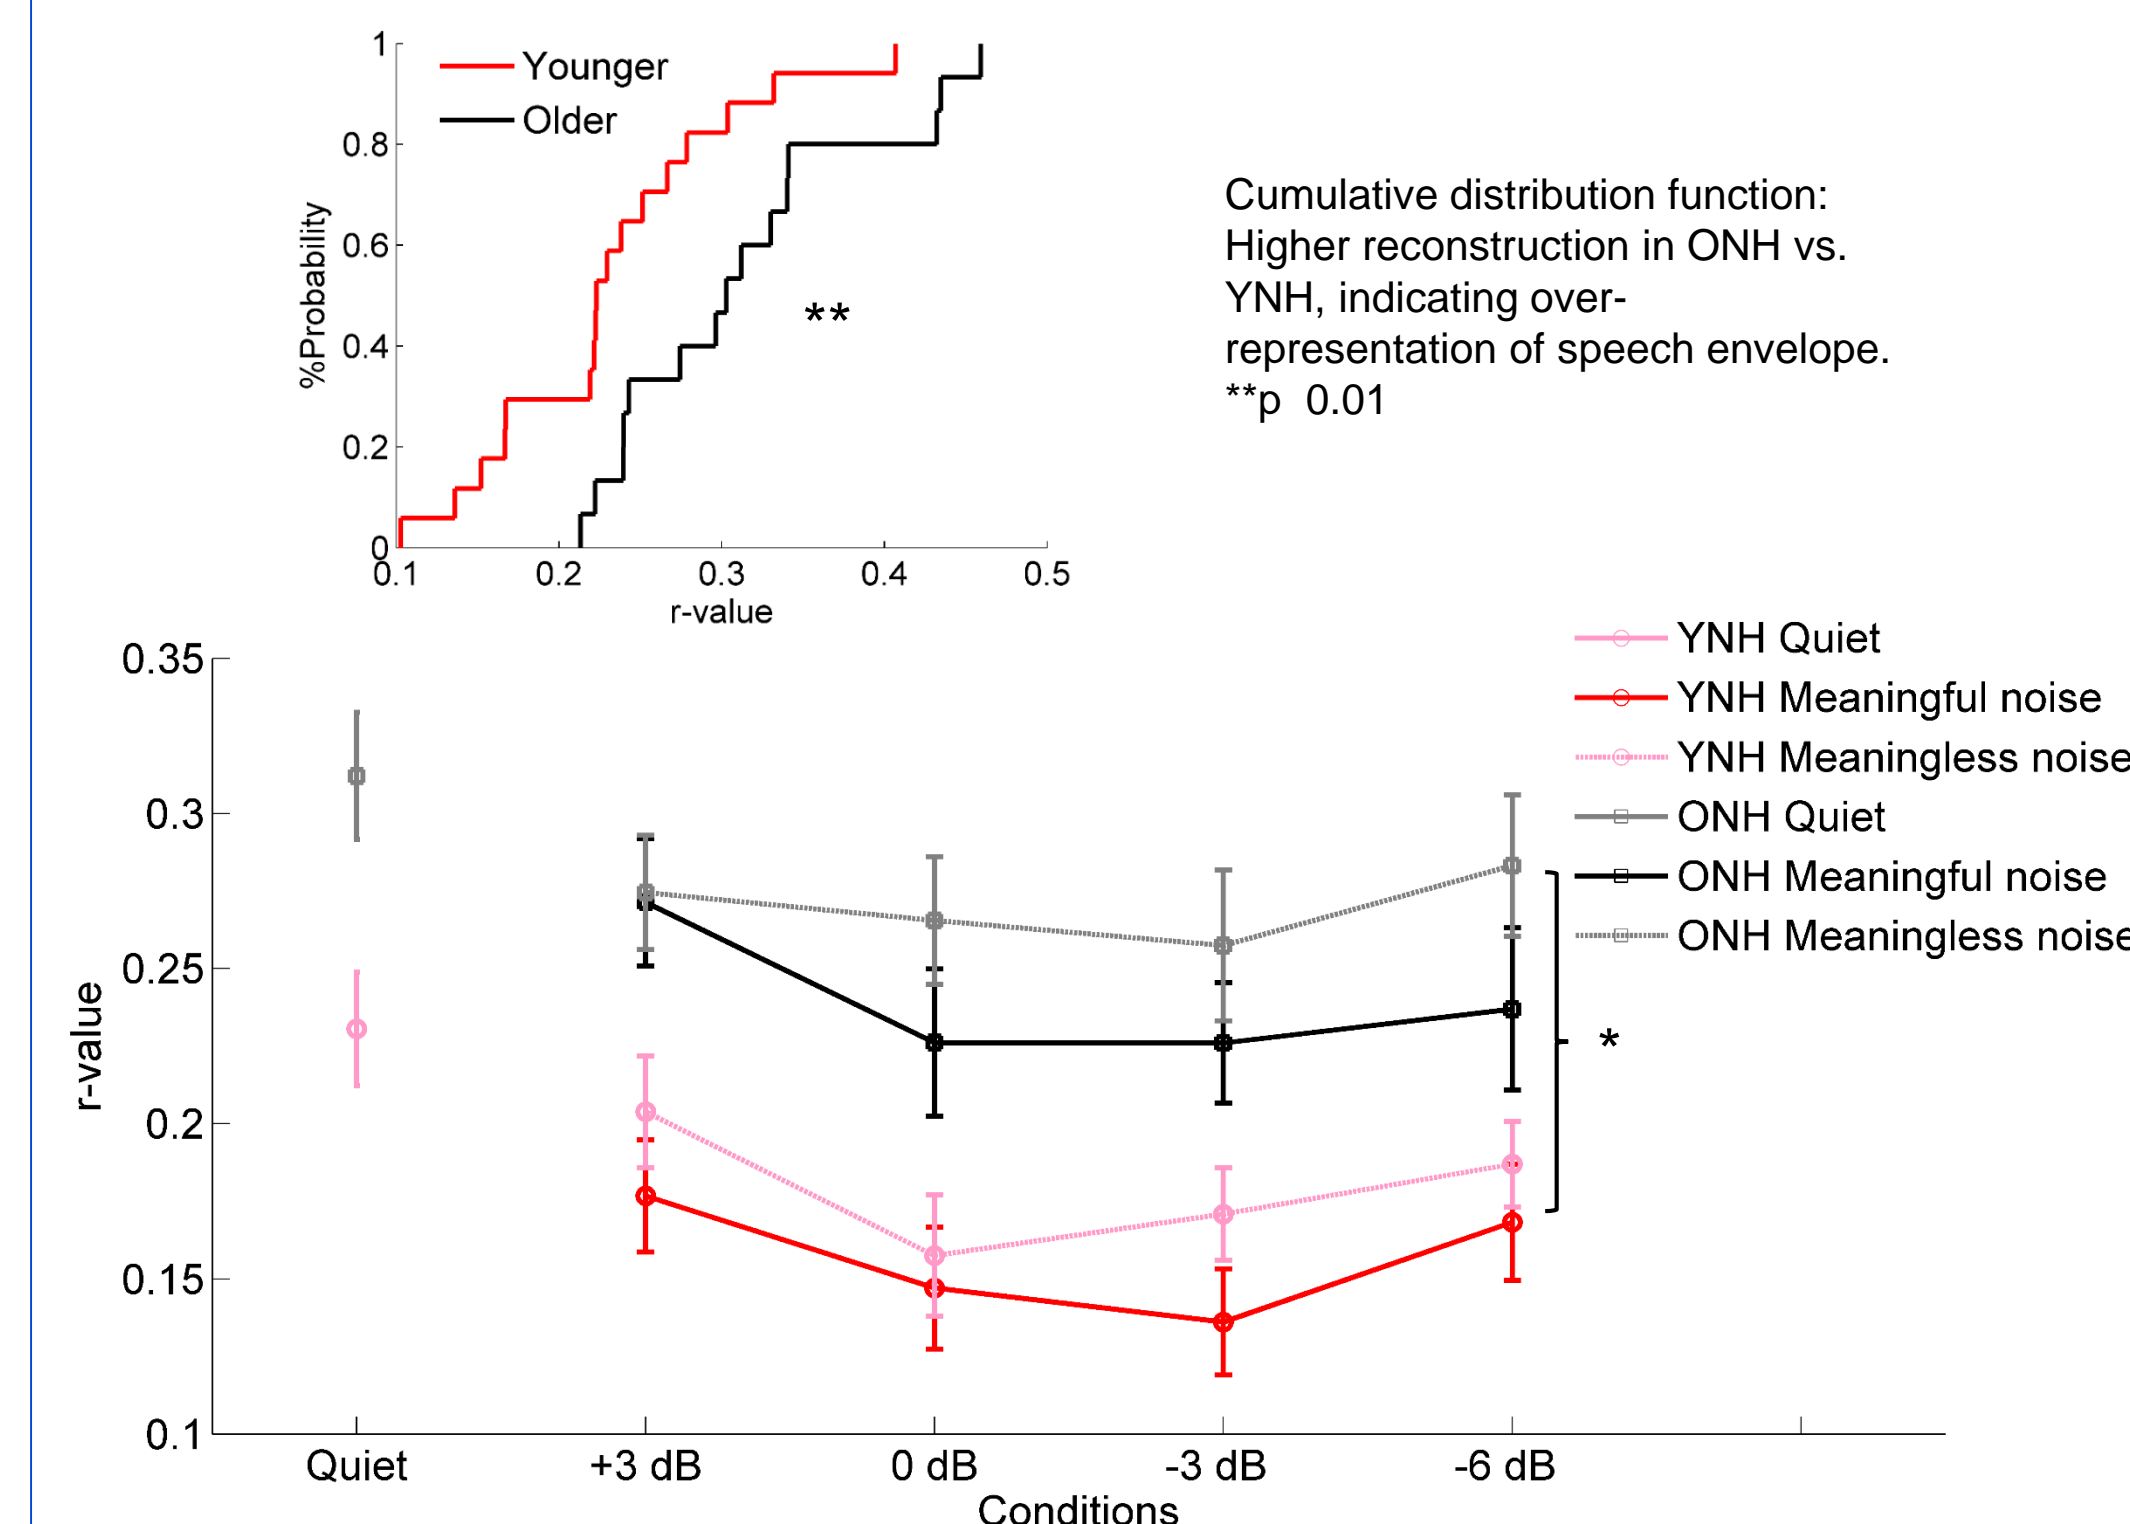 1
0.8
0.6
0.4
0.2
0
%Probability
Younger
Older
**
0.1 0.2 0.3 0.4 0.5
r-value
Cumulative distribution function:
Higher reconstruction in ONH vs.
YNH, indicating over-
representation of speech envelope.
**p 0.01
YNH Quiet
YNH Meaningful noise
YNH Meaningless noise
ONH Quiet
ONH Meaningful noise
ONH Meaningless noise
0.35
0.3
0.25
0.2
0.15
0.1
r-value
*
Quiet +3 dB 0 dB -3 dB -6 dB
Conditions